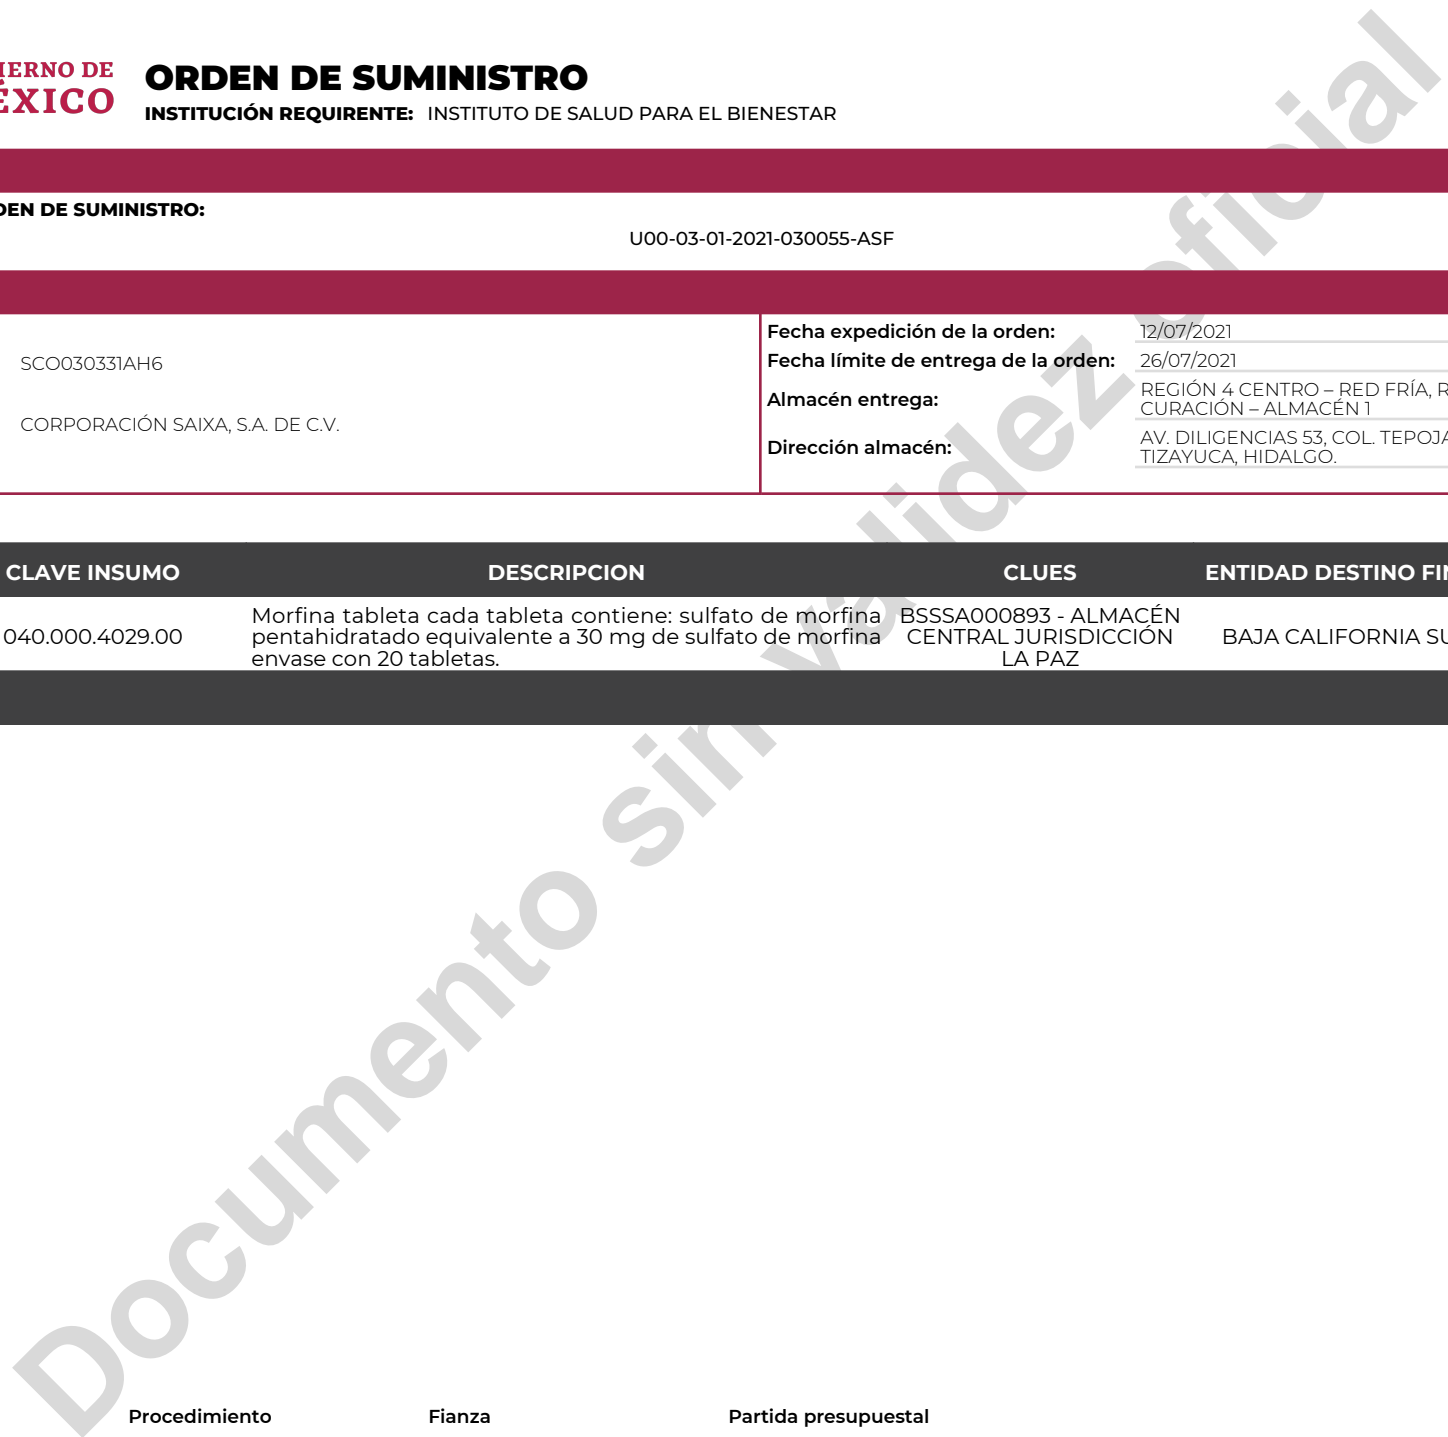 IERNO DE
ÉXICO
ORDEN DE SUMINISTRO
INSTITUCIÓN REQUIRENTE: INSTITUTO DE SALUD PARA EL BIENESTAR
DEN DE SUMINISTRO:
U00-03-01-2021-030055-ASF
SCO030331AH6
CORPORACIÓN SAIXA, S.A. DE C.V.
Fecha expedición de la orden: 12/07/2021
Fecha límite de entrega de la orden: 26/07/2021
Almacén entrega: REGIÓN 4 CENTRO – RED FRÍA, R
CURACIÓN – ALMACÉN 1
Dirección almacén: AV. DILIGENCIAS 53, COL. TEPOJA
TIZAYUCA, HIDALGO.
CLAVE INSUMO DESCRIPCION CLUES ENTIDAD DESTINO FIN
040.000.4029.00
Morfina tableta cada tableta contiene: sulfato de morfina
pentahidratado equivalente a 30 mg de sulfato de morfina
envase con 20 tabletas.
BSSSA000893 - ALMACÉN
CENTRAL JURISDICCIÓN
LA PAZ
BAJA CALIFORNIA SU
Documento sin validez oficial
Procedimiento Fianza Partida presupuestal